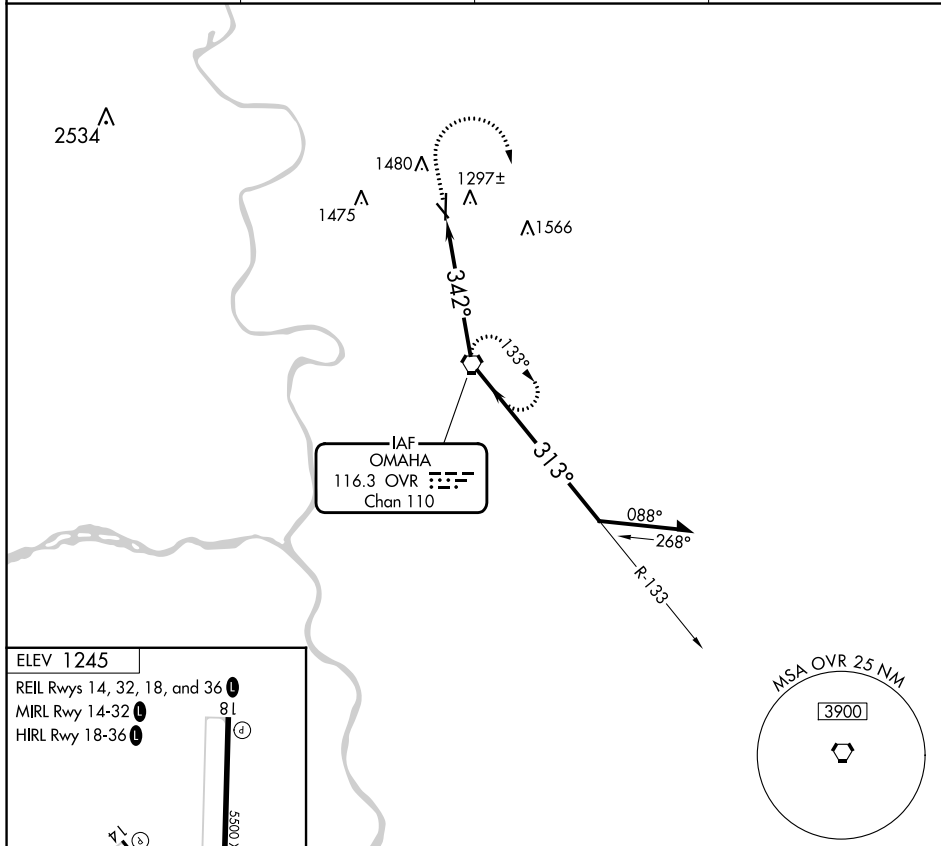 2534
1480
1297±
1475
1566
342°
133°
IAF
OMAHA
116.3 OVR
Chan 110
313°
088°
268°
R-133
ELEV 1245
REIL Rwys 14, 32, 18, and 36 L
MIRL Rwy 14-32 L
HIRL Rwy 18-36 L
18
P
5500 X
14
P
MSA OVR 25 NM
3900